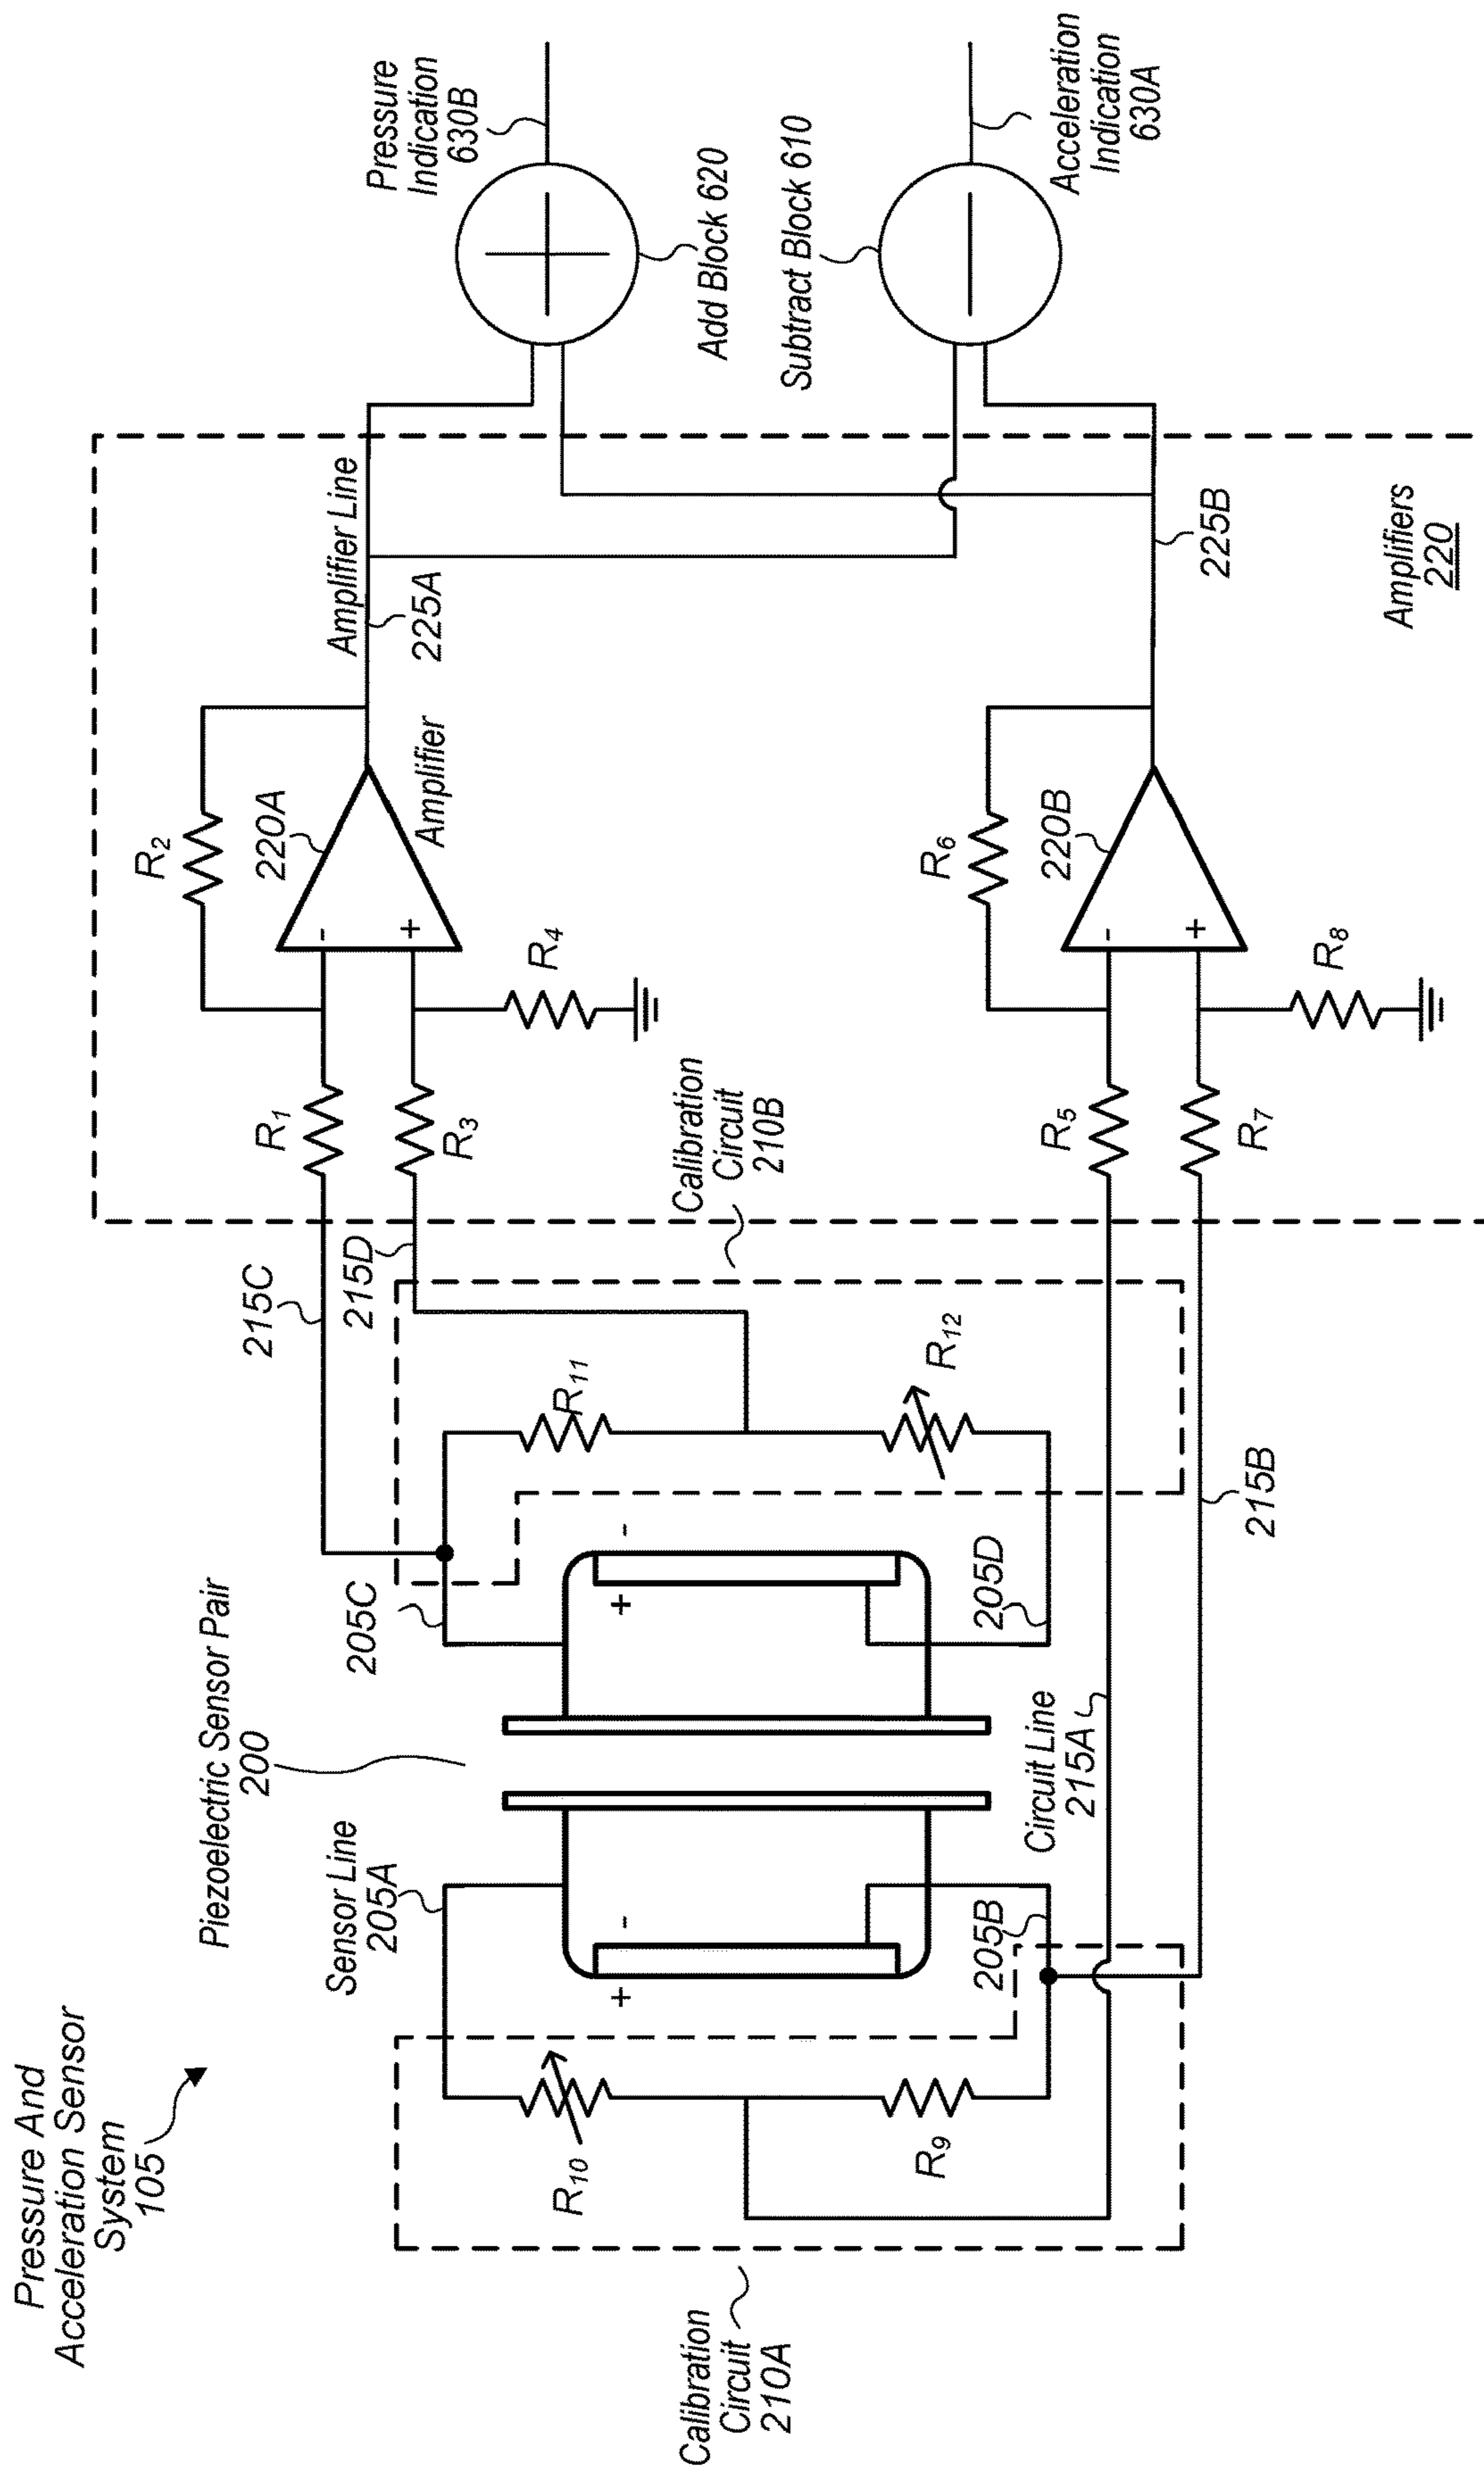 Pressure And
Acceleration Sensor
System
105
Piezoelectric Sensor Pair
200
Sensor Line
205A
205C
215C
215D
R1
R3
R2
220A
Amplifier
R4
Amplifier Line
225A
Pressure
Indication
630B
Add Block 620
Subtract Block 610
Acceleration
Indication
630A
Calibration
Circuit
210A
R10
R9
+
-
+
-
205B
205D
R11
R12
Calibration
Circuit
210B
Circuit Line
215A
215B
R5
R7
R6
220B
R8
-
+
-
+
225B
Amplifiers
220